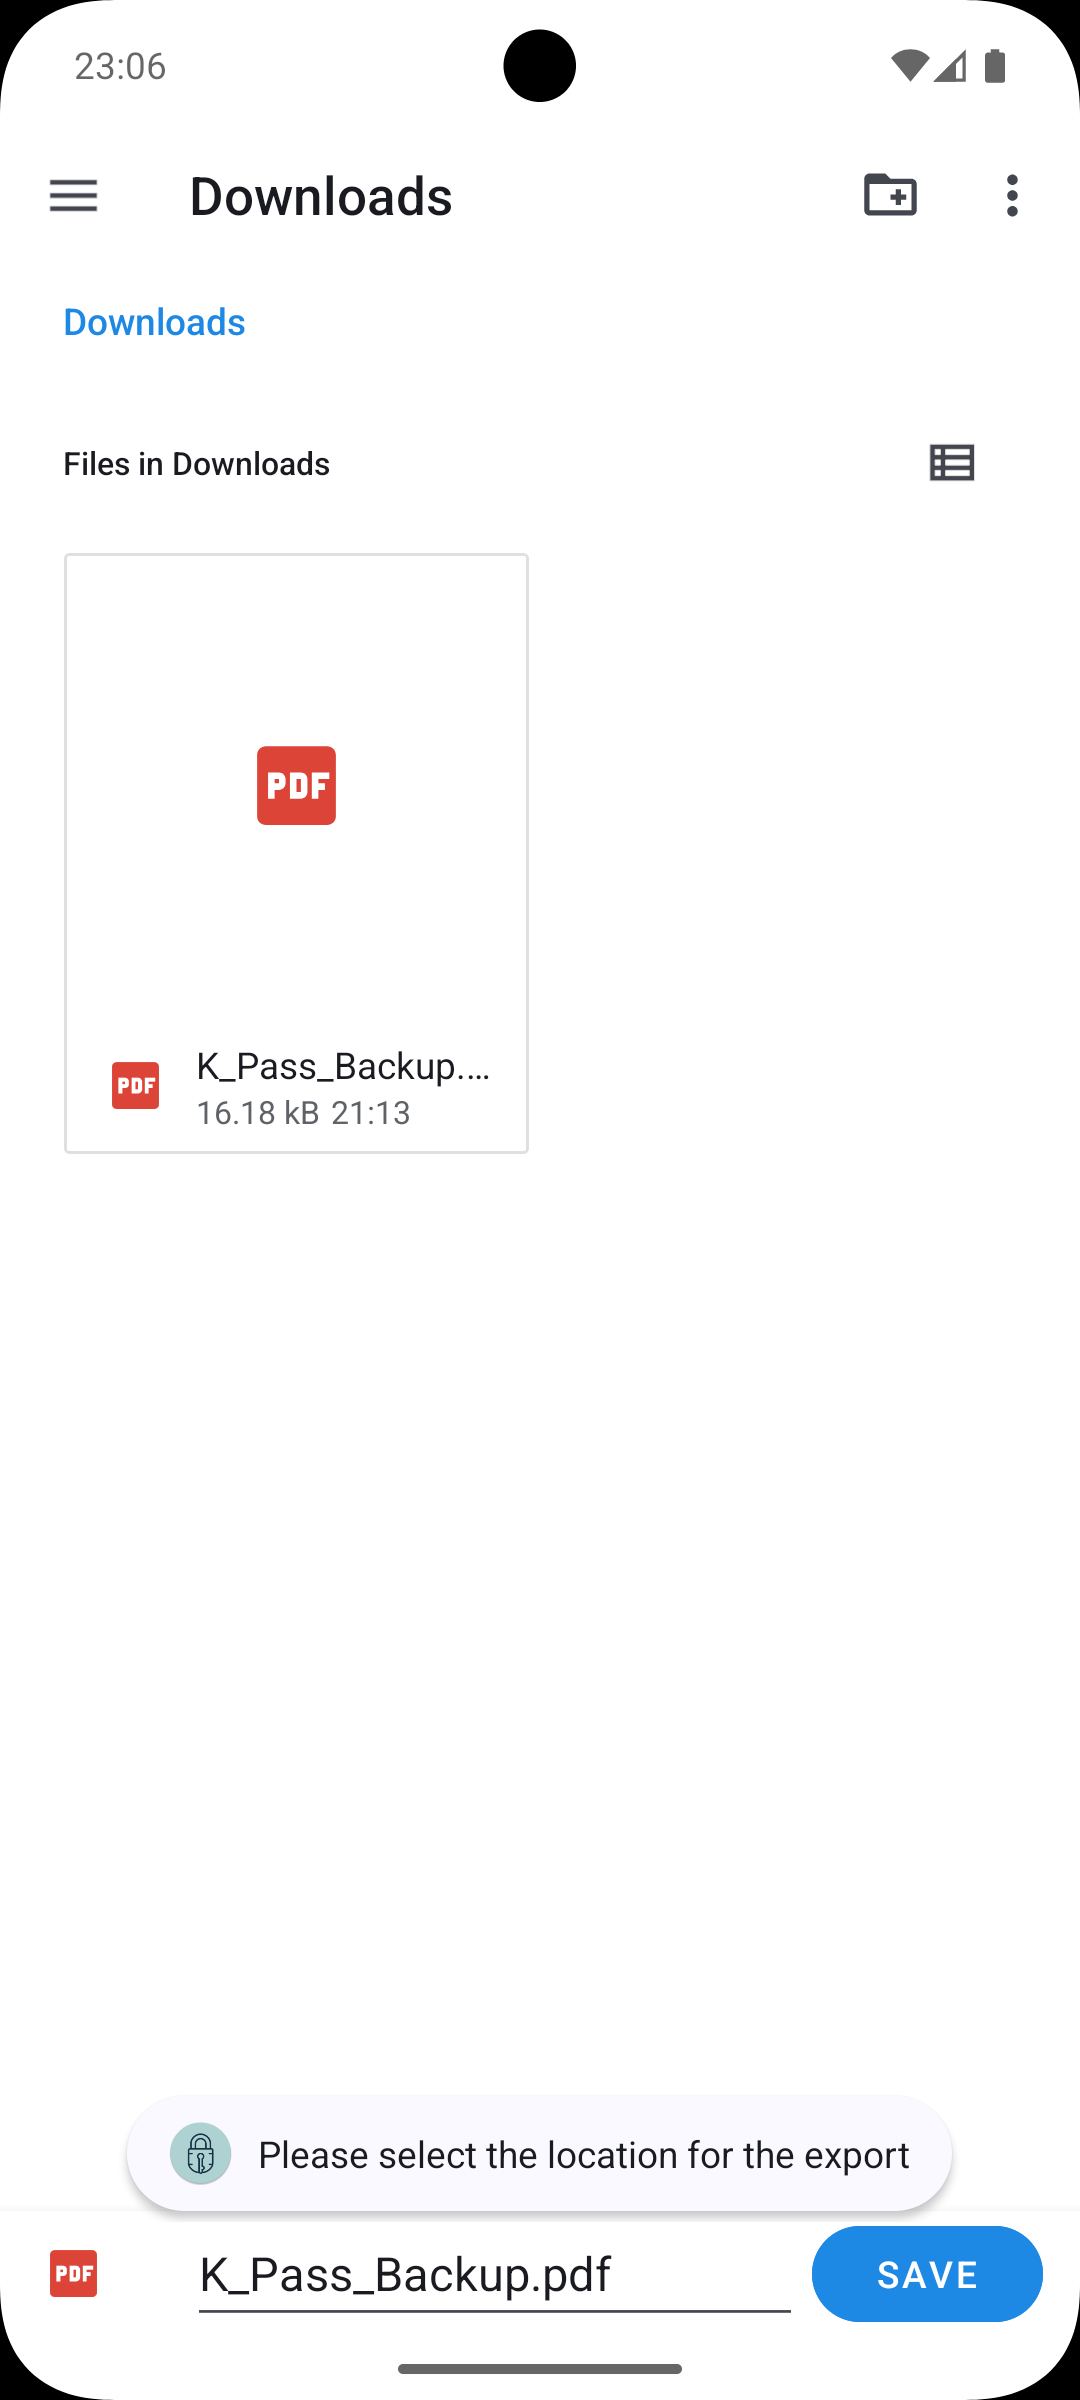 23:06
Downloads
Downloads
Files in Downloads
PDF
PDF
K_Pass_Backup.…
16.18 kB 21:13
Please select the location for the export
PDF
K_Pass_Backup.pdf
SAVE